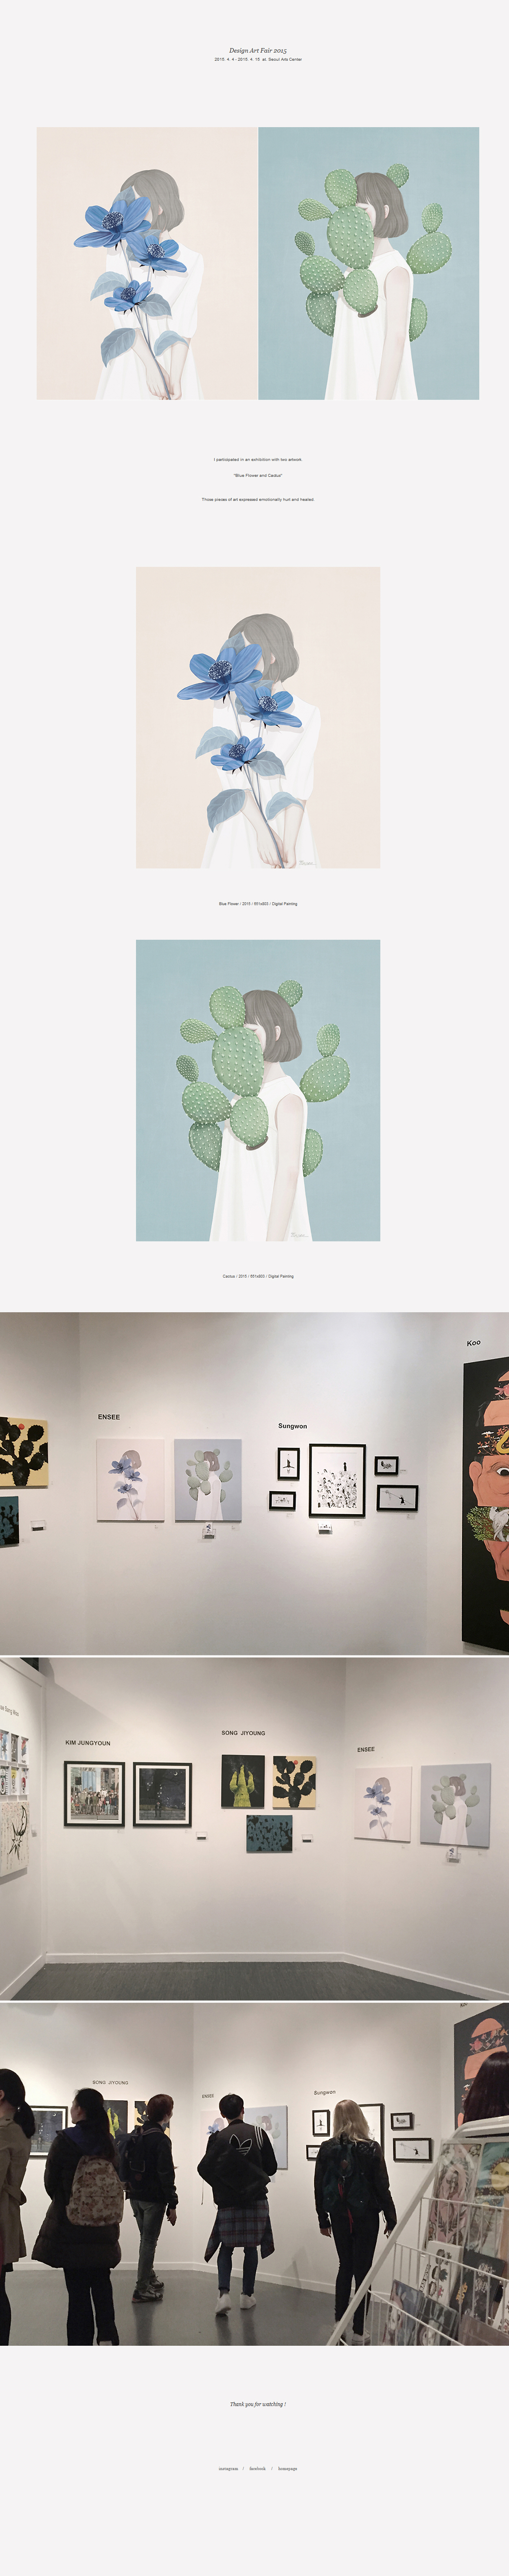 Design Art Fair 2015
2015. 4. 4 - 2015. 4. 15 at Seoul Arts Center
I participated in an exhibition with two artwork.
"Blue Flower and Cactus"
Those pieces of art expressed emotionally hurt and healed.
Blue Flower / 2015 / 651x803 / Digital Painting
Cactus / 2015 / 651x803 / Digital Painting
Koo
ENSEE
Sungwon
KIM JUNGYOUN
SONG JIYOUNG
ENSEE
SONG JIYOUNG
ENSEE
Sungwon
Thank you for watching !
instagram / facebook / homepage